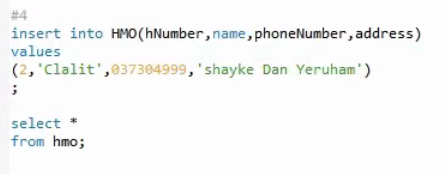 #4
insert into HMO(hNumber,name,phoneNumber,address)
values
(2,'Clalit',037304999,'shayke Dan Yeruham')
;
select *
from hmo;